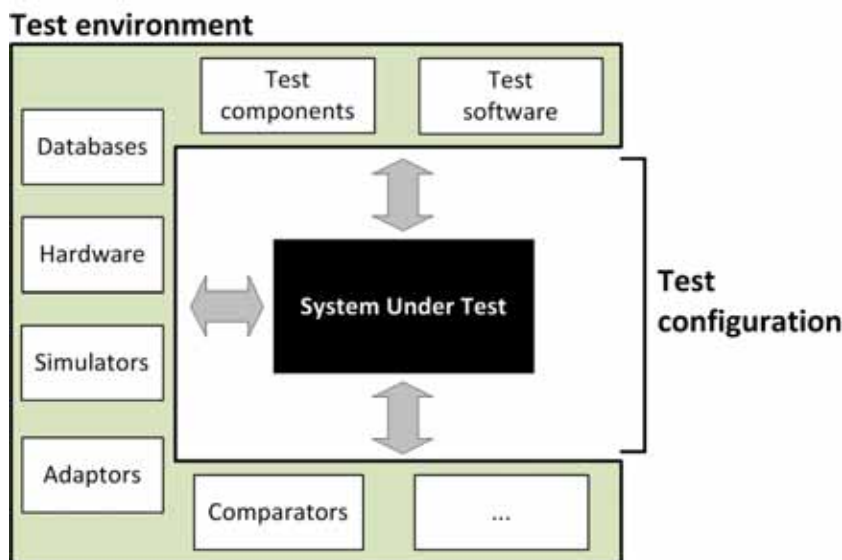 Test environment
Test
components
Test
software
Databases
Hardware
Simulators
Adaptors
System Under Test
Test
configuration
Comparators
...